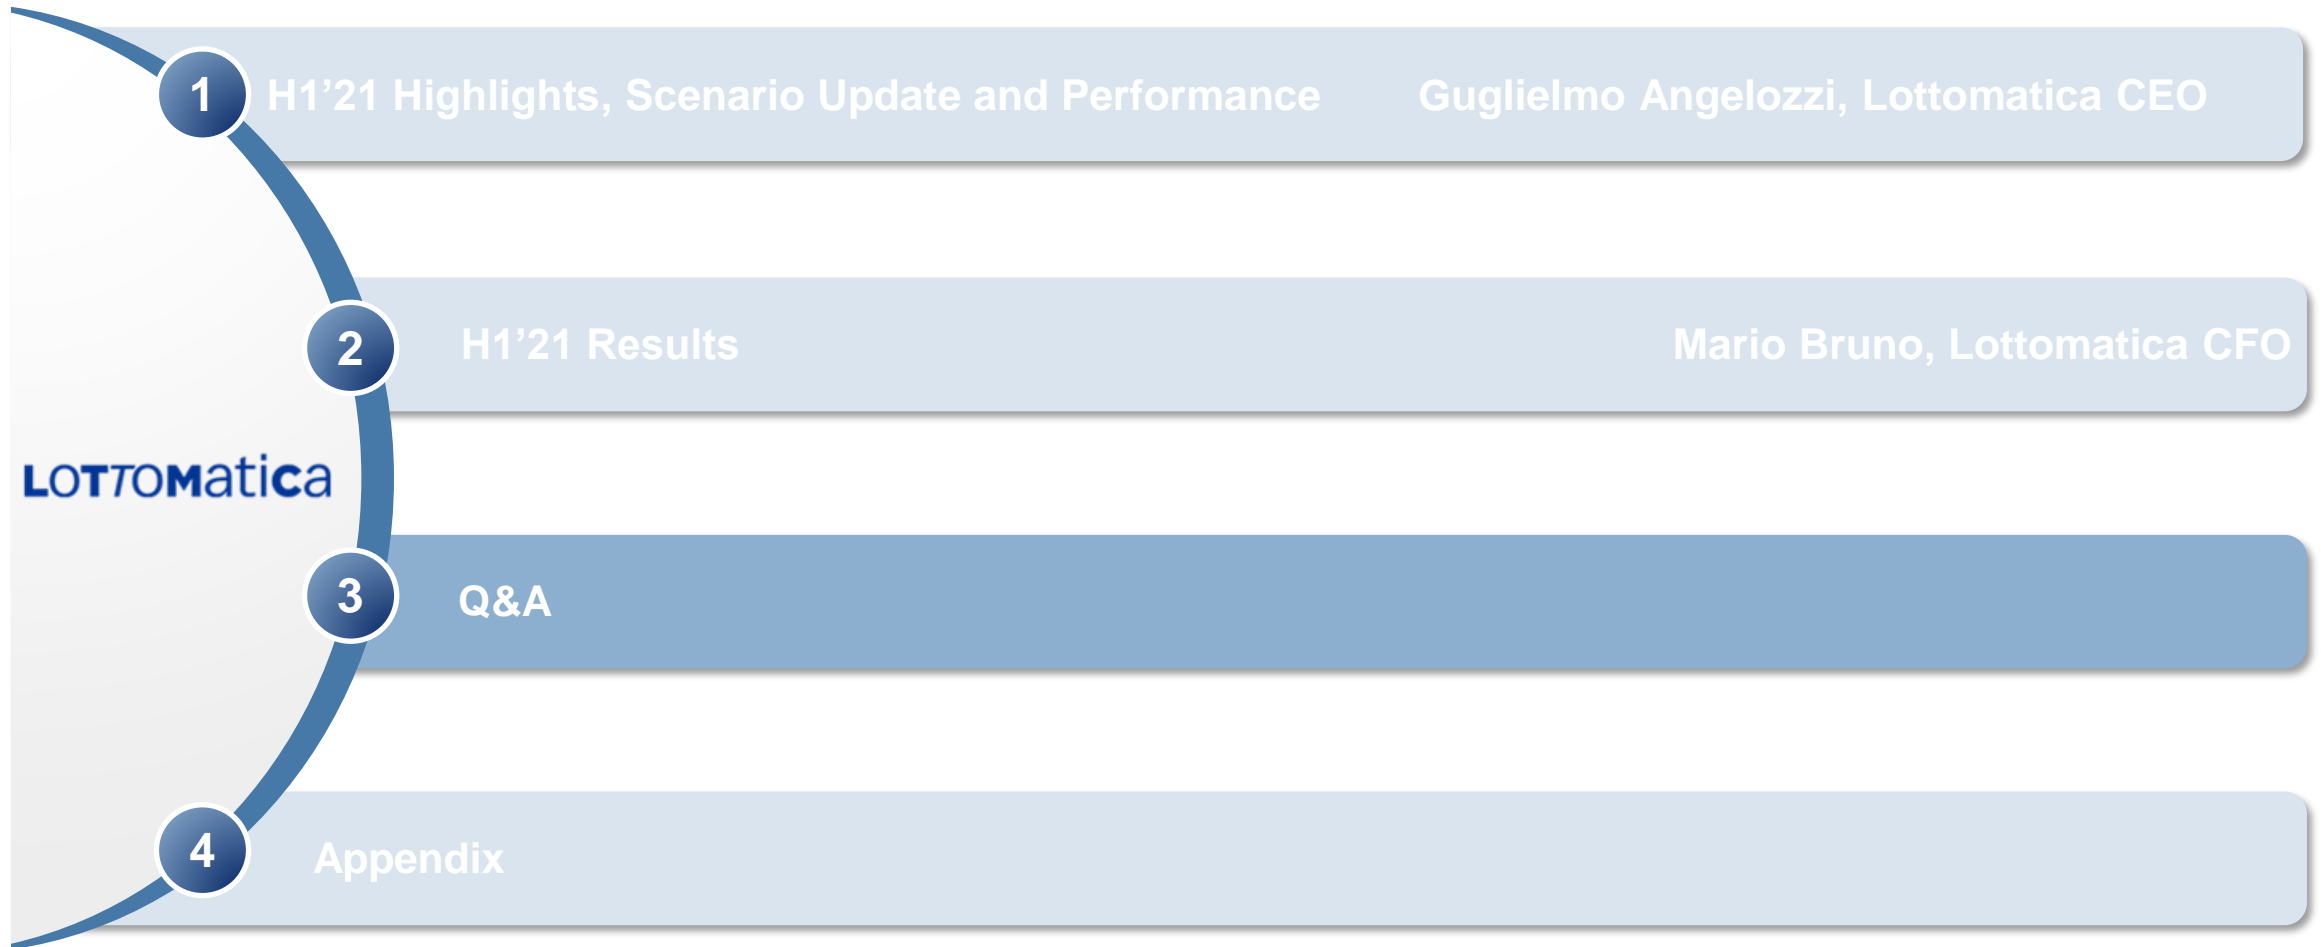 1 H1’21 Highlights, Scenario Update and Performance Guglielmo Angelozzi, Lottomatica CEO
2 H1’21 Results Mario Bruno, Lottomatica CFO
LOTTOMatica
3 Q&A
4 Appendix